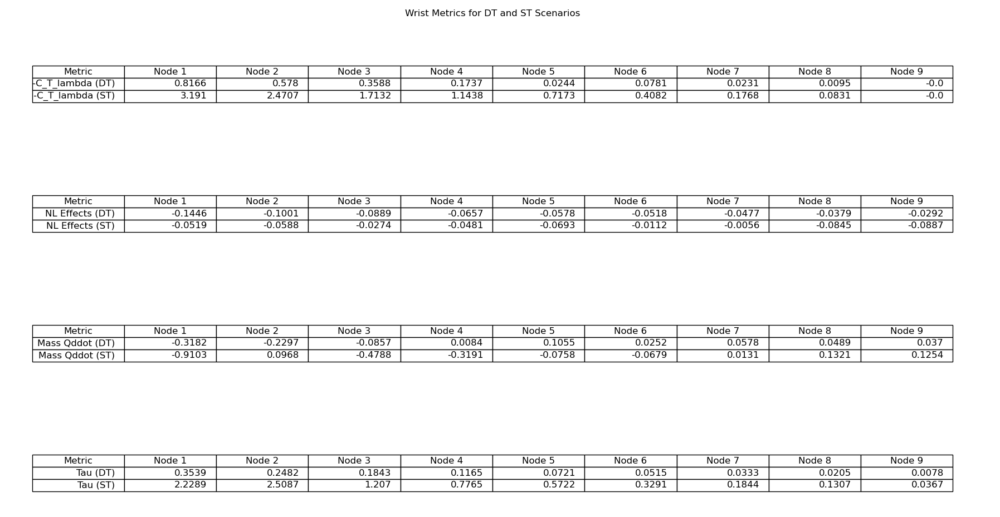 Wrist Metrics for DT and ST Scenarios
Metric Node 1 Node 2 Node 3 Node 4 Node 5 Node 6 Node 7 Node 8 Node 9
-C_T_lambda (DT) 0.8166 0.578 0.3588 0.1737 0.0244 0.0781 0.0231 0.0095 -0.0
-C_T_lambda (ST) 3.191 2.4707 1.7132 1.1438 0.7173 0.4082 0.1768 0.0831 -0.0
Metric Node 1 Node 2 Node 3 Node 4 Node 5 Node 6 Node 7 Node 8 Node 9
NL Effects (DT) -0.1446 -0.1001 -0.0889 -0.0657 -0.0578 -0.0518 -0.0477 -0.0379 -0.0292
NL Effects (ST) -0.0519 -0.0588 -0.0274 -0.0481 -0.0693 -0.0112 -0.0056 -0.0845 -0.0887
Metric Node 1 Node 2 Node 3 Node 4 Node 5 Node 6 Node 7 Node 8 Node 9
Mass Qddot (DT) -0.3182 -0.2297 -0.0857 0.0084 0.1055 0.0252 0.0578 0.0489 0.037
Mass Qddot (ST) -0.9103 0.0968 -0.4788 -0.3191 -0.0758 -0.0679 0.0131 0.1321 0.1254
Metric Node 1 Node 2 Node 3 Node 4 Node 5 Node 6 Node 7 Node 8 Node 9
Tau (DT) 0.3539 0.2482 0.1843 0.1165 0.0721 0.0515 0.0333 0.0205 0.0078
Tau (ST) 2.2289 2.5087 1.207 0.7765 0.5722 0.3291 0.1844 0.1307 0.0367